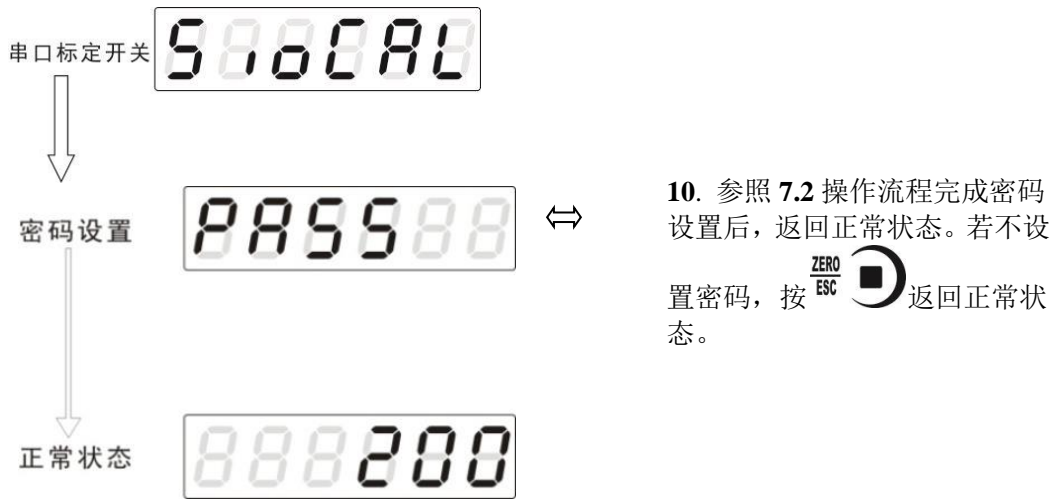 串口标定开关
SioCAL
密码设置
PASS
10. 参照 7.2 操作流程完成密码
设置后，返回正常状态。若不设
置密码，按 ZERO ESC 返回正常状
态。
正常状态
200